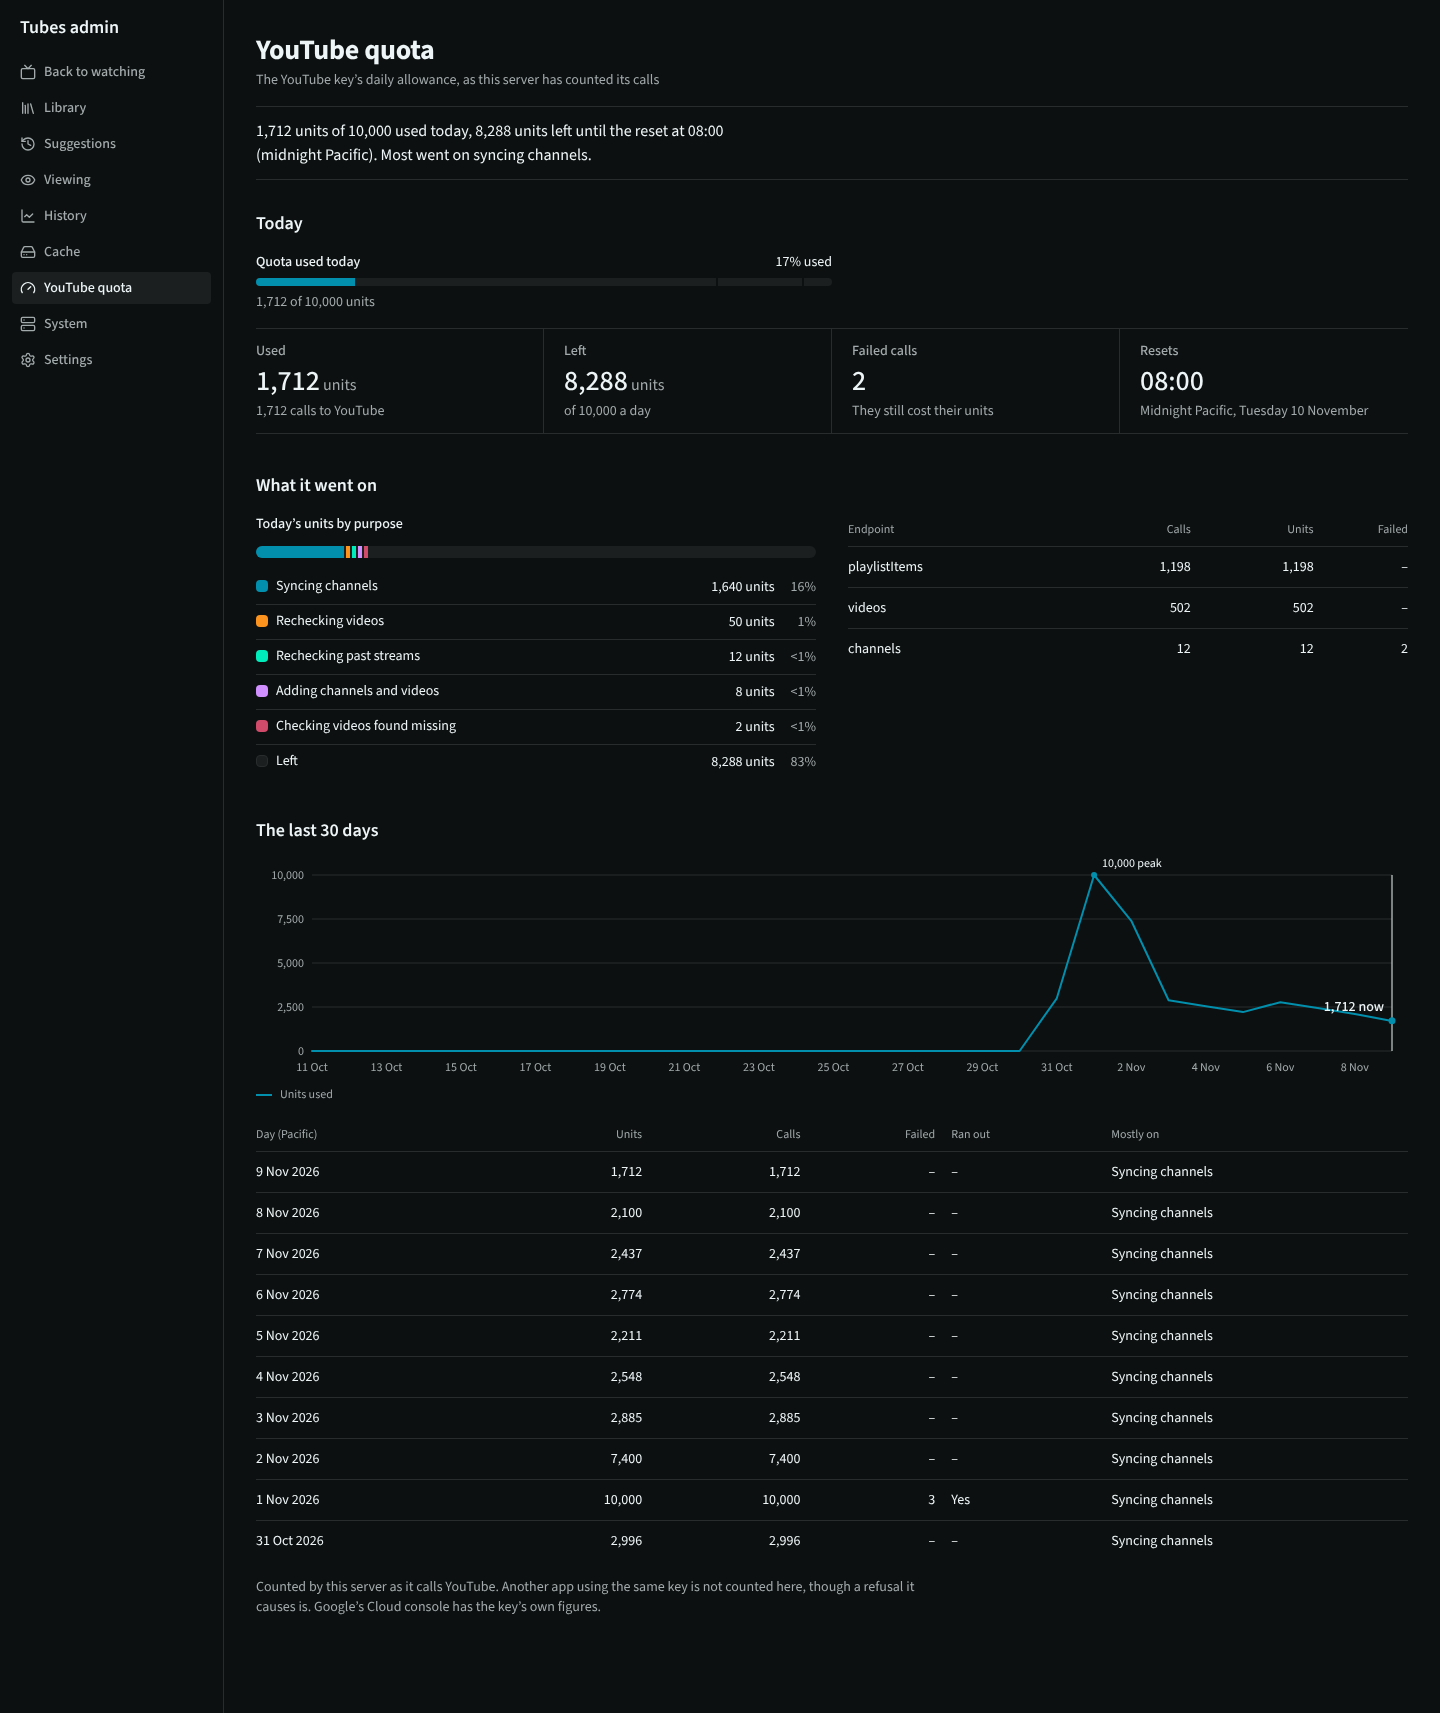 Tubes admin
Back to watching
Library
Suggestions
Viewing
History
Cache
YouTube quota
System
Settings
YouTube quota
The YouTube key’s daily allowance, as this server has counted its calls
1,712 units of 10,000 used today, 8,288 units left until the reset at 08:00
(midnight Pacific). Most went on syncing channels.
Today
Quota used today 17% used
1,712 of 10,000 units
Used Left Failed calls Resets
1,712 units 8,288 units 2 08:00
1,712 calls to YouTube of 10,000 a day They still cost their units Midnight Pacific, Tuesday 10 November
What it went on
Today’s units by purpose
Syncing channels 1,640 units 16%
Rechecking videos 50 units 1%
Rechecking past streams 12 units <1%
Adding channels and videos 8 units <1%
Checking videos found missing 2 units <1%
Left 8,288 units 83%
Endpoint Calls Units Failed
playlistItems 1,198 1,198 –
videos 502 502 –
channels 12 12 2
The last 30 days
10,000 peak
10,000
7,500
5,000
2,500
1,712 now
0
11 Oct 13 Oct 15 Oct 17 Oct 19 Oct 21 Oct 23 Oct 25 Oct 27 Oct 29 Oct 31 Oct 2 Nov 4 Nov 6 Nov 8 Nov
Units used
Day (Pacific) Units Calls Failed Ran out Mostly on
9 Nov 2026 1,712 1,712 – – Syncing channels
8 Nov 2026 2,100 2,100 – – Syncing channels
7 Nov 2026 2,437 2,437 – – Syncing channels
6 Nov 2026 2,774 2,774 – – Syncing channels
5 Nov 2026 2,211 2,211 – – Syncing channels
4 Nov 2026 2,548 2,548 – – Syncing channels
3 Nov 2026 2,885 2,885 – – Syncing channels
2 Nov 2026 7,400 7,400 – – Syncing channels
1 Nov 2026 10,000 10,000 3 Yes Syncing channels
31 Oct 2026 2,996 2,996 – – Syncing channels
Counted by this server as it calls YouTube. Another app using the same key is not counted here, though a refusal it
causes is. Google’s Cloud console has the key’s own figures.